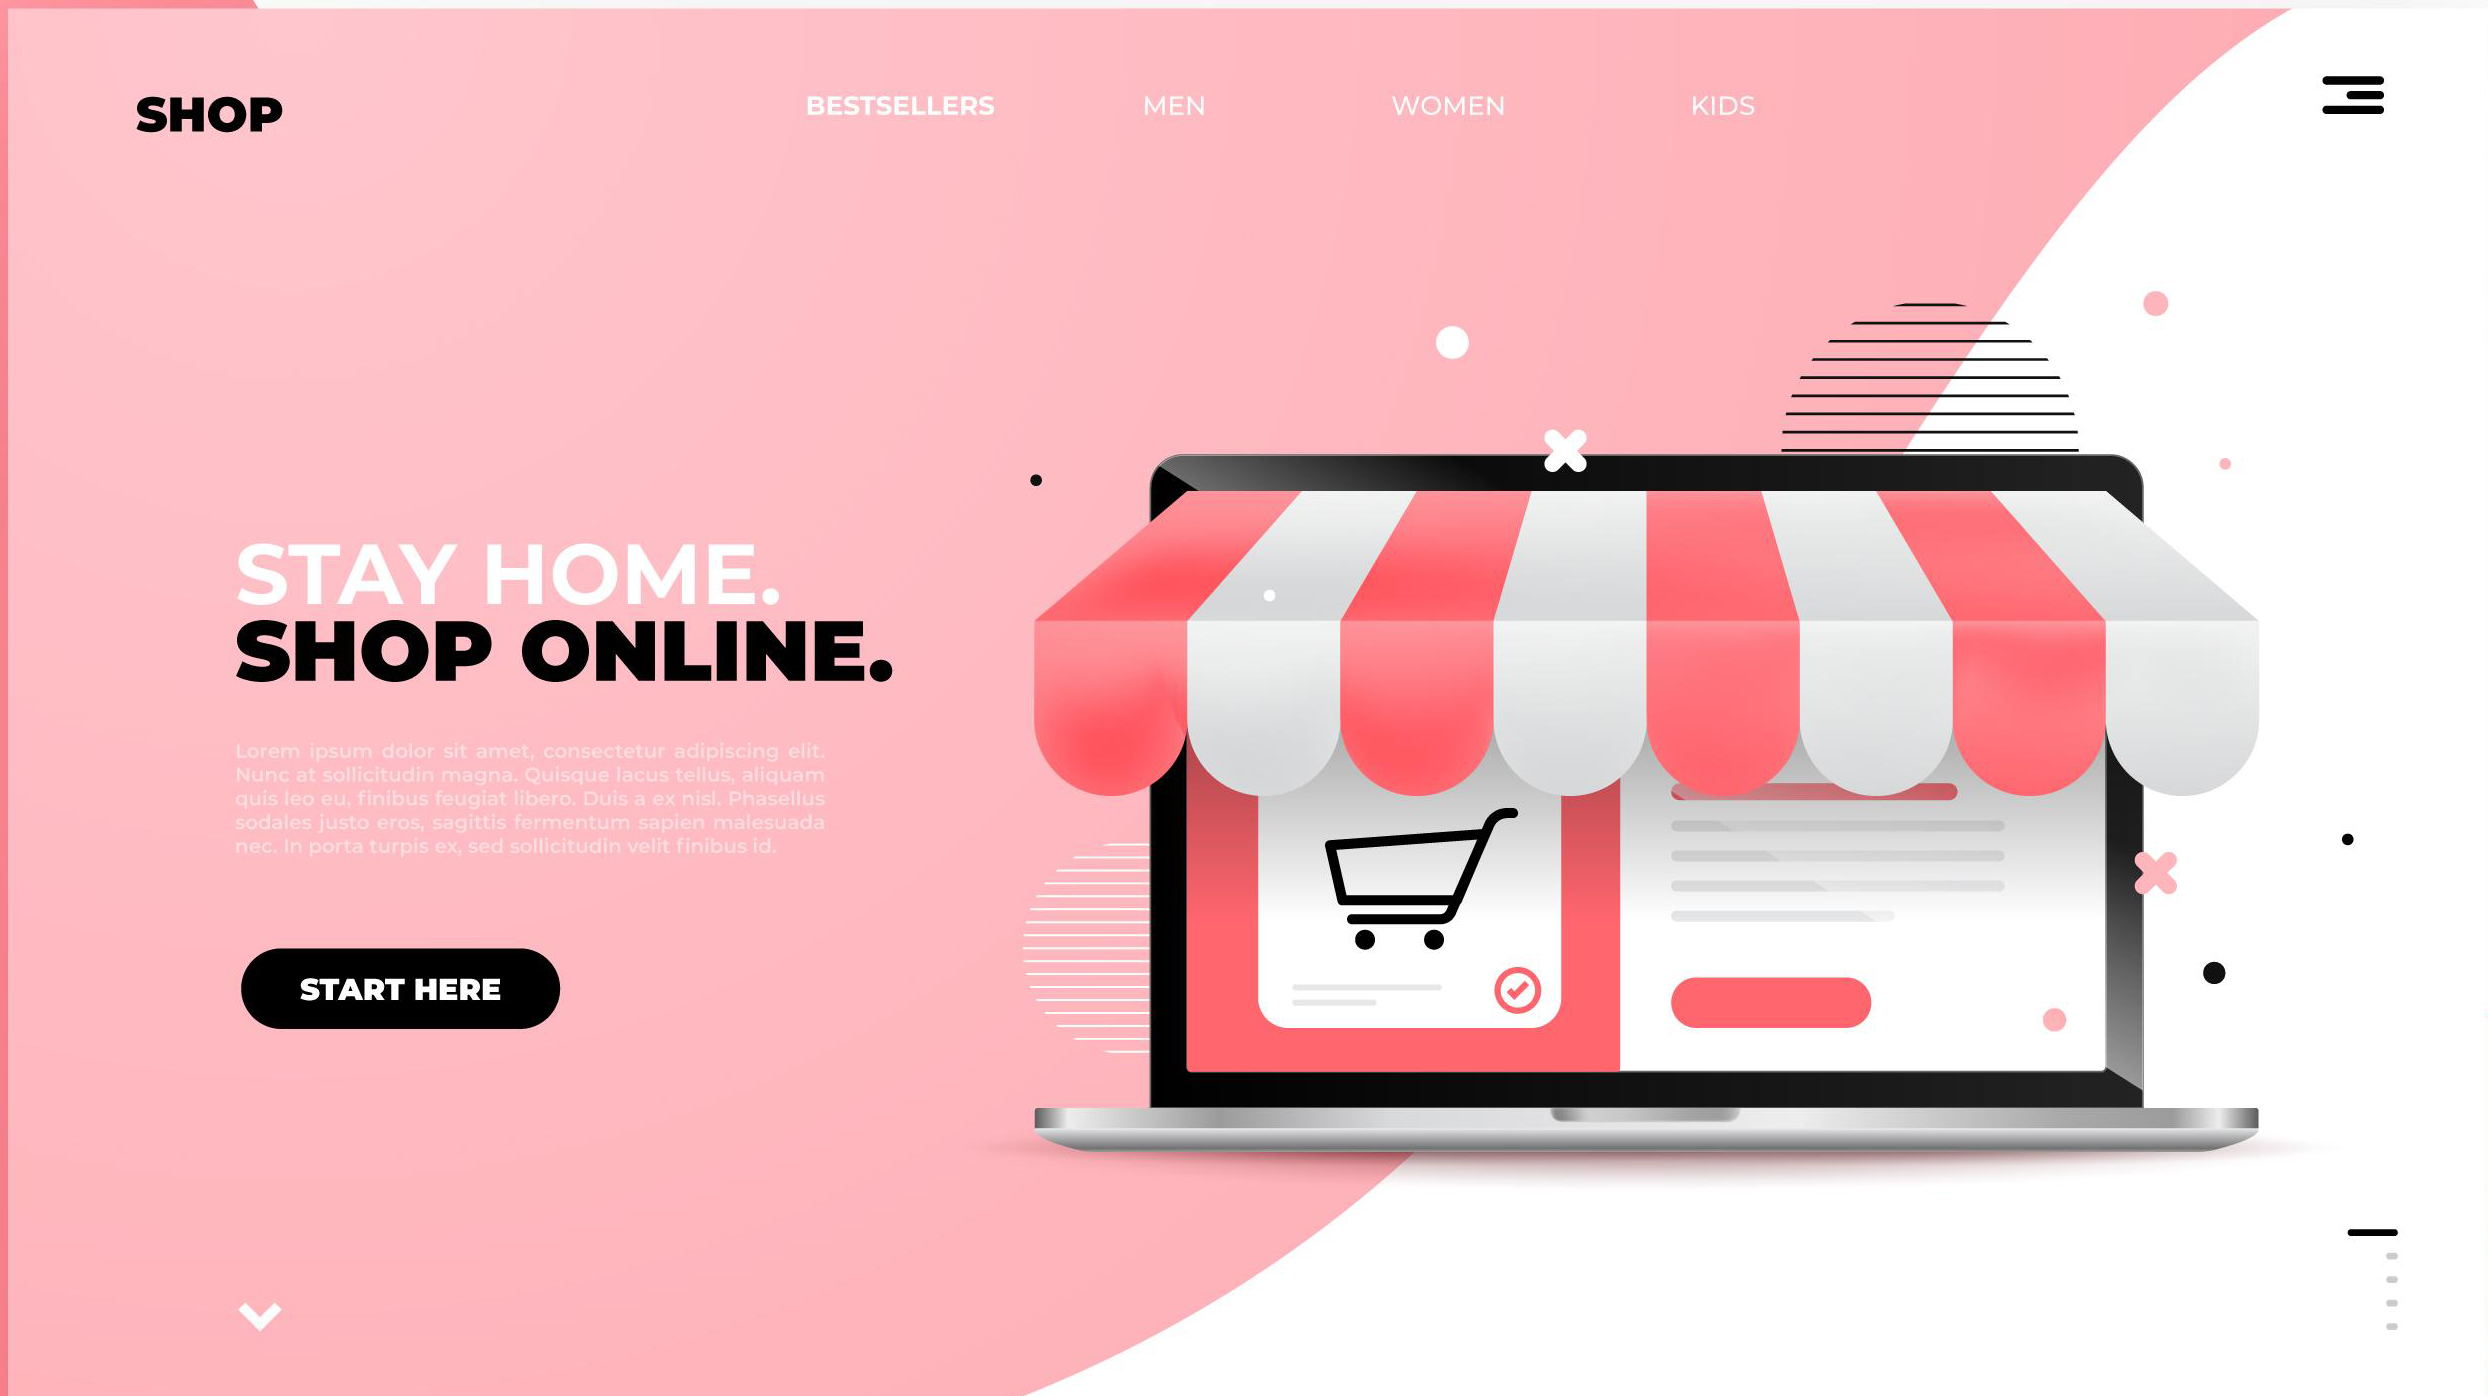 SHOP
BESTSELLERS
MEN
WOMEN
KIDS
STAY HOME.
SHOP ONLINE.
Lorem ipsum dolor sit amet, consectetur adipiscing elit.
Nunc at sollicitudin magna. Quisque lacus tellus, aliquam
quis leo eu, finibus feugiat libero. Duis a ex nisl. Phasellus
sodales justo eros, sagittis fermentum sapien malesuada
nec. In porta turpis ex, sed sollicitudin velit finibus id.
START HERE